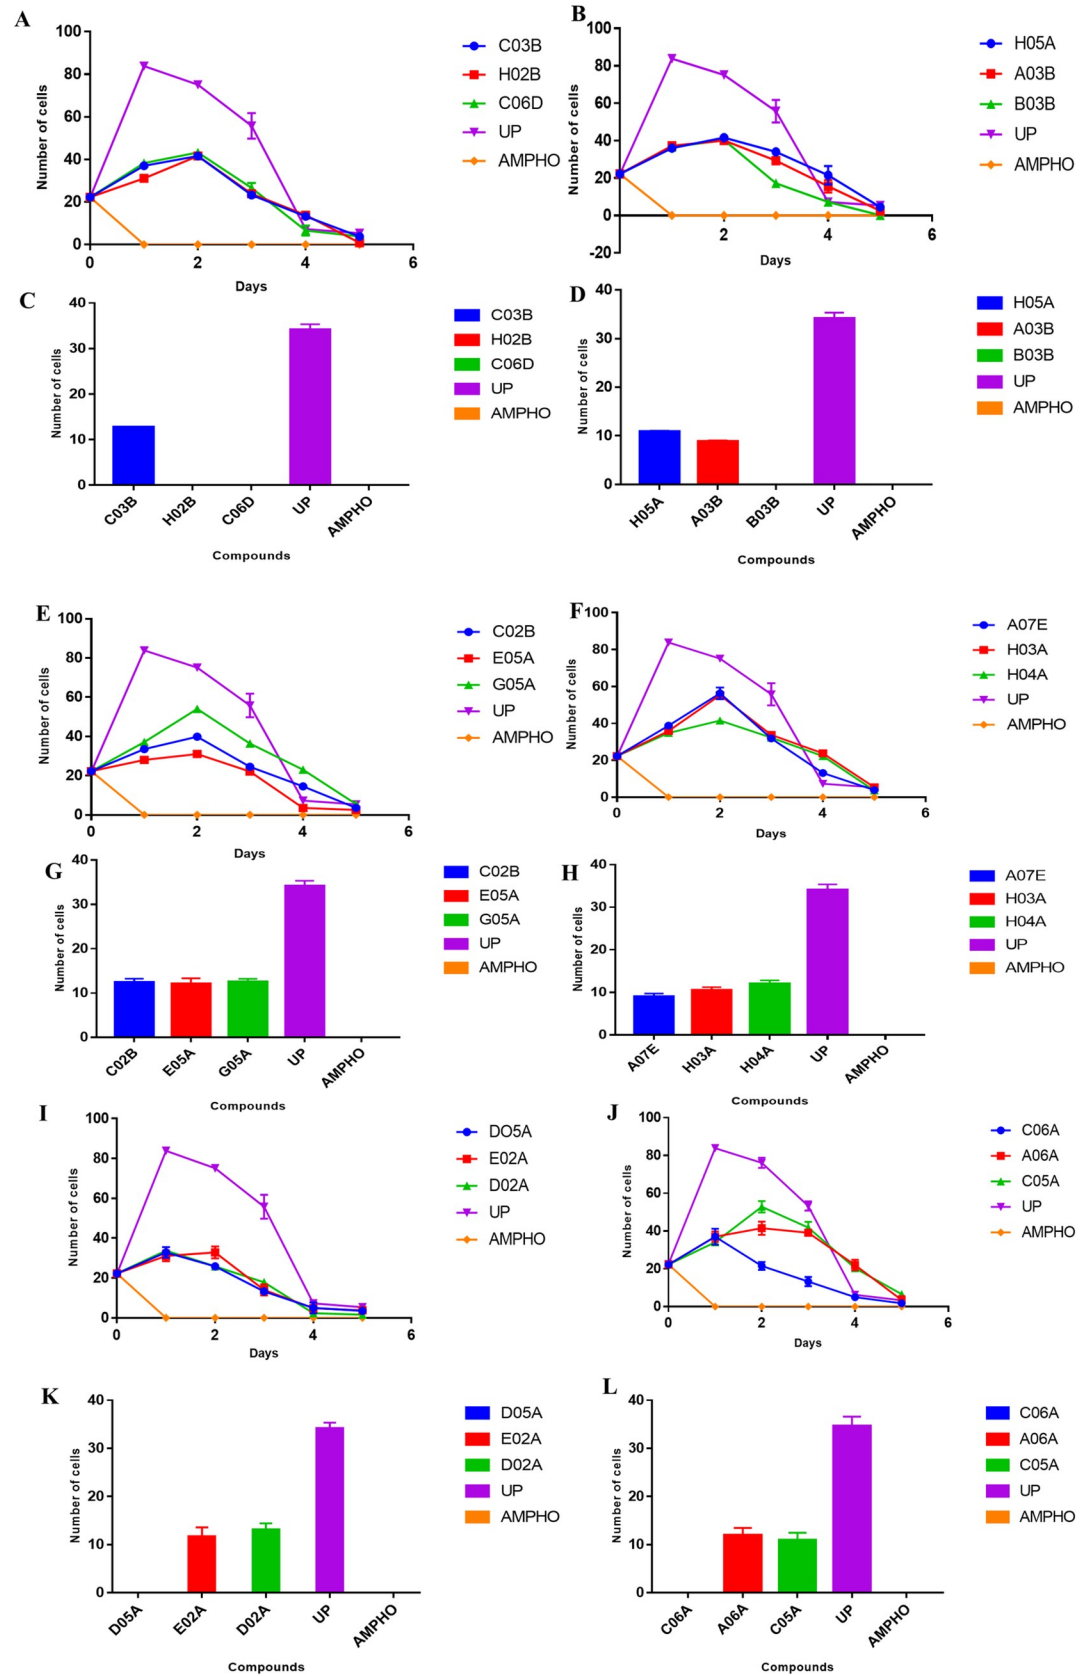 A
Number of cells
100
80
60
40
20
0
0 2 4 6
Days
C03B
H02B
C06D
UP
AMPHO
B
Number of cells
100
80
60
40
20
0
-20
2 4 6
Days
H05A
A03B
B03B
UP
AMPHO
C
Number of cells
40
30
20
10
0
C03B H02B C06D UP AMPHO
Compounds
C03B
H02B
C06D
UP
AMPHO
D
Number of cells
40
30
20
10
0
H05A A03B B03B UP AMPHO
Compounds
H05A
A03B
B03B
UP
AMPHO
E
Number of cells
100
80
60
40
20
0
0 2 4 6
Days
C02B
E05A
G05A
UP
AMPHO
F
Number of cells
100
80
60
40
20
0
0 2 4 6
Days
A07E
H03A
H04A
UP
AMPHO
G
Number of cells
40
30
20
10
0
C02B E05A G05A UP AMPHO
Compounds
C02B
E05A
G05A
UP
AMPHO
H
Number of cells
40
30
20
10
0
A07E H03A H04A UP AMPHO
Compounds
A07E
H03A
H04A
UP
AMPHO
I
Number of cells
100
80
60
40
20
0
0 2 4 6
Days
DO5A
E02A
D02A
UP
AMPHO
J
Number of cells
100
80
60
40
20
0
0 2 4 6
Days
C06A
A06A
C05A
UP
AMPHO
K
Number of cells
40
30
20
10
0
D05A E02A D02A UP AMPHO
Compounds
D05A
E02A
D02A
UP
AMPHO
L
Number of cells
40
30
20
10
0
C06A A06A C05A UP AMPHO
Compounds
C06A
A06A
C05A
UP
AMPHO